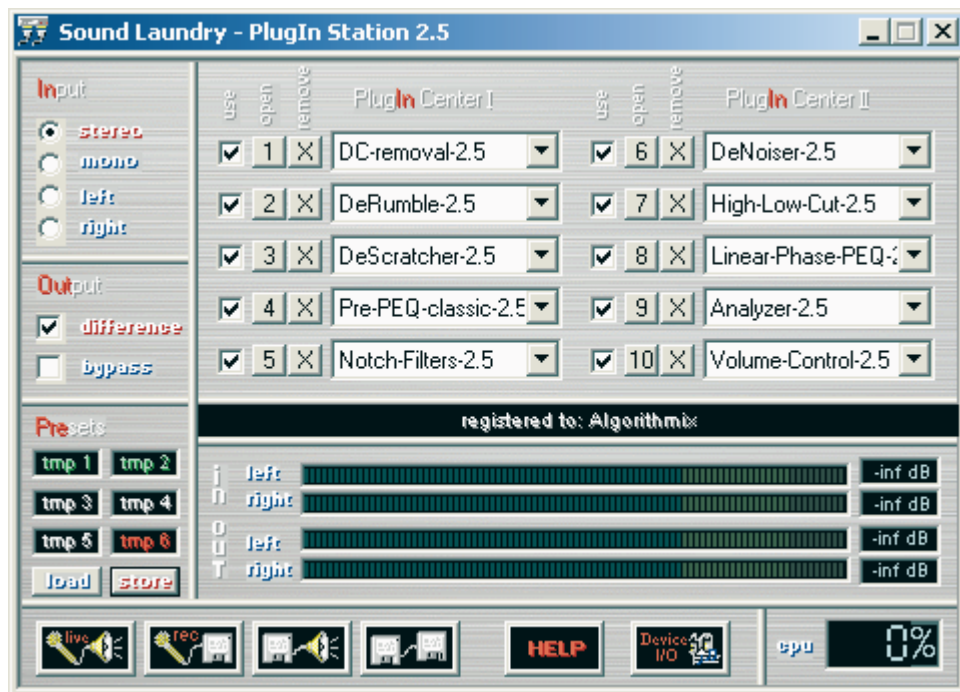 Sound Laundry - PlugIn Station 2.5
Input
stereo
mono
left
right
Output
difference
bypass
Presets
tmp 1 tmp 2
tmp 3 tmp 4
tmp 5 tmp 6
load store
use open remove PlugIn Center I
1 X DC-removal-2.5
2 X DeRumble-2.5
3 X DeScratcher-2.5
4 X Pre-PEQ-classic-2.5
5 X Notch-Filters-2.5
use open remove PlugIn Center II
6 X DeNoiser-2.5
7 X High-Low-Cut-2.5
8 X Linear-Phase-PEQ-2
9 X Analyzer-2.5
10 X Volume-Control-2.5
registered to: Algorithmix
in
left -inf dB
right -inf dB
OUT
left -inf dB
right -inf dB
live
rec
HELP
Device I/O
cpu 0%